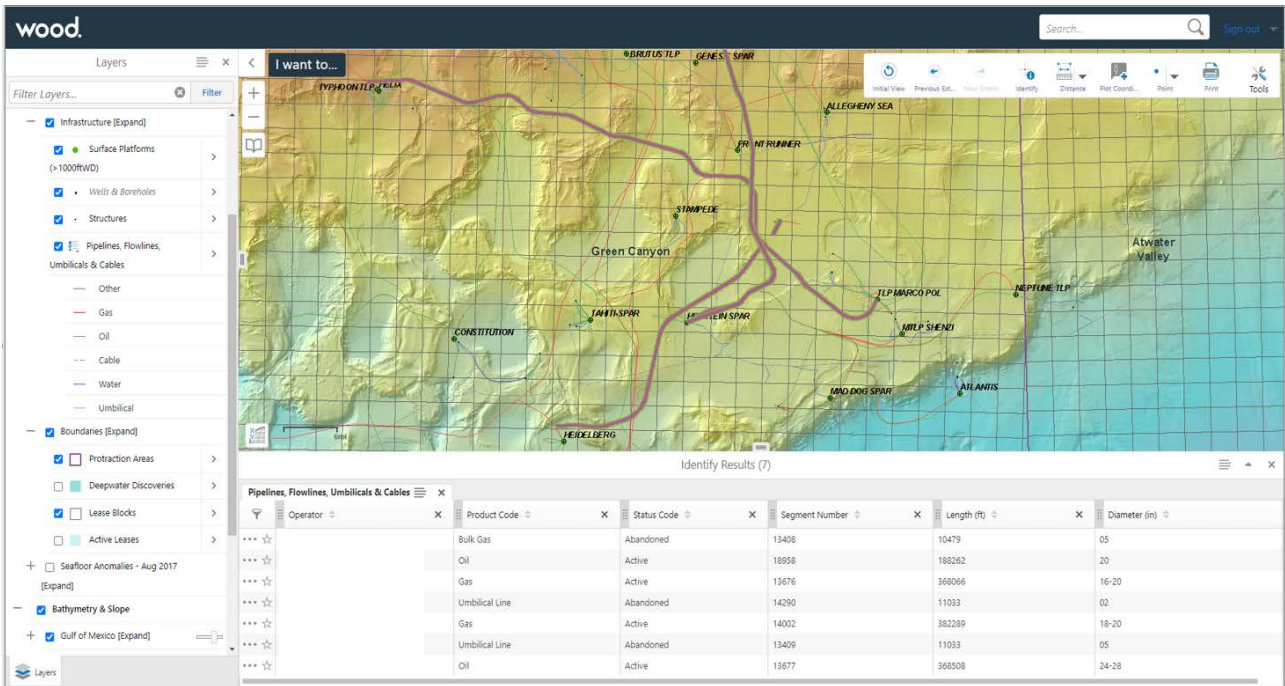 wood.
Search...
Sign out
Layers
Filter Layers...
Filter
Infrastructure [Expand]
Surface Platforms
(>1000ftWD)
Wells & Boreholes
Structures
Pipelines, Flowlines,
Umbilicals & Cables
Other
Gas
Oil
Cable
Water
Umbilical
Boundaries [Expand]
Protraction Areas
Deepwater Discoveries
Lease Blocks
Active Leases
Seafloor Anomalies - Aug 2017
[Expand]
Bathymetry & Slope
Gulf of Mexico [Expand]
Layers
I want to...
Initial View
Previous Ext...
Identify
Distance
Plot Coordi...
Point
Print
Tools
BRUTUS TLP
SPAR
TYPHOON TLP
ALLEGHENY SEA
STAMPEDE
Green Canyon
Atwater
Valley
TLP MARCO POL
NEPTUNE TLP
TAHITI-SPAR
SPAR
CONSTITUTION
MTLP SHENZI
MAD DOG SPAR
ATLANTIS
HEIDELBERG
Identify Results (7)
Pipelines, Flowlines, Umbilicals & Cables
Operator Product Code Status Code Segment Number Length (ft) Diameter (in)
Bulk Gas Abandoned 13408 10479 05
Oil Active 18958 188262 20
Gas Active 13676 368066 16-20
Umbilical Line Abandoned 14290 11033 02
Gas Active 14002 382289 18-20
Umbilical Line Abandoned 13409 11033 05
Oil Active 13677 368508 24-28